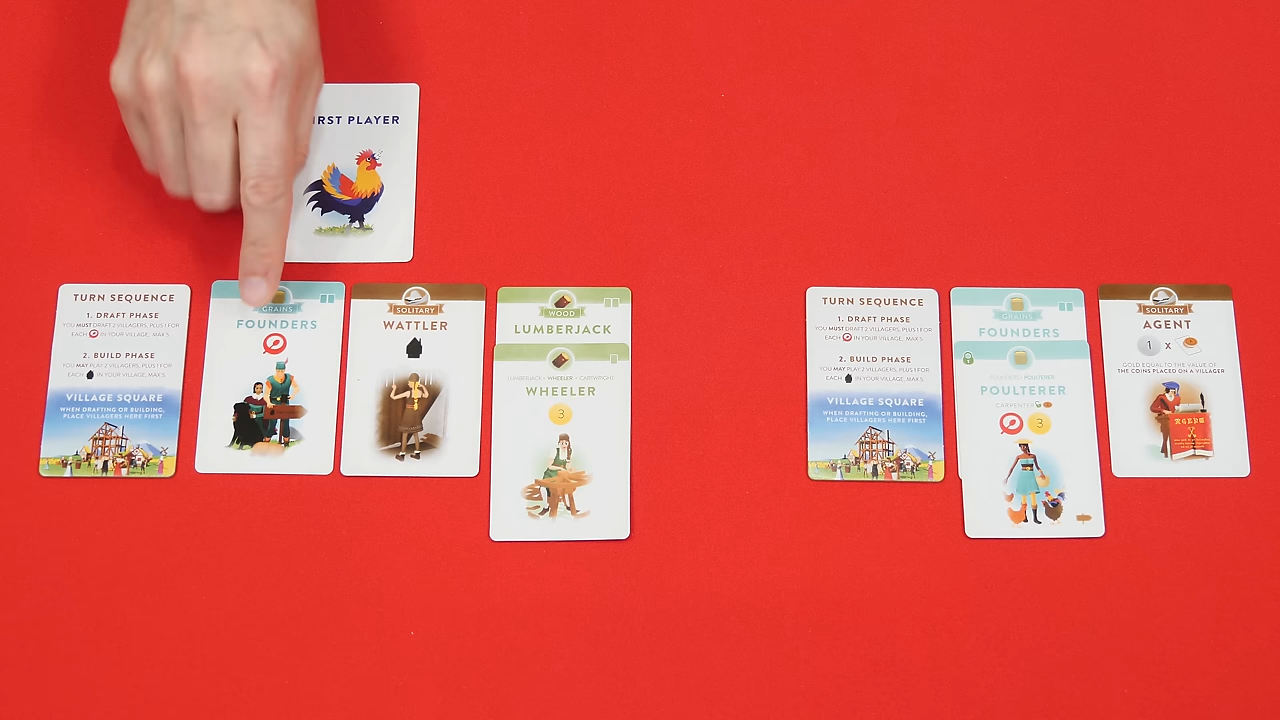 IRST PLAYER
TURN SEQUENCE
1. DRAFT PHASE
YOU MUST DRAFT 2 VILLAGERS, PLUS 1 FOR
EACH IN YOUR VILLAGE, MAX 5.
2. BUILD PHASE
YOU MAY PLAY 2 VILLAGERS, PLUS 1 FOR
EACH IN YOUR VILLAGE, MAX 5.
VILLAGE SQUARE
WHEN DRAFTING OR BUILDING,
PLACE VILLAGERS HERE FIRST
GRAINS
FOUNDERS
SOLITARY
WATTLER
WOOD
LUMBERJACK
LUMBERJACK • WHEELER • CARTWRIGHT
WHEELER
3
TURN SEQUENCE
1. DRAFT PHASE
YOU MUST DRAFT 2 VILLAGERS, PLUS 1 FOR
EACH IN YOUR VILLAGE, MAX 5.
2. BUILD PHASE
YOU MAY PLAY 2 VILLAGERS, PLUS 1 FOR
EACH IN YOUR VILLAGE, MAX 5.
VILLAGE SQUARE
WHEN DRAFTING OR BUILDING,
PLACE VILLAGERS HERE FIRST
GRAINS
FOUNDERS
FOUNDERS • POULTERER
POULTERER
CARPENTER
3
SOLITARY
AGENT
1 x
GOLD EQUAL TO THE VALUE OF
THE COINS PLACED ON A VILLAGER